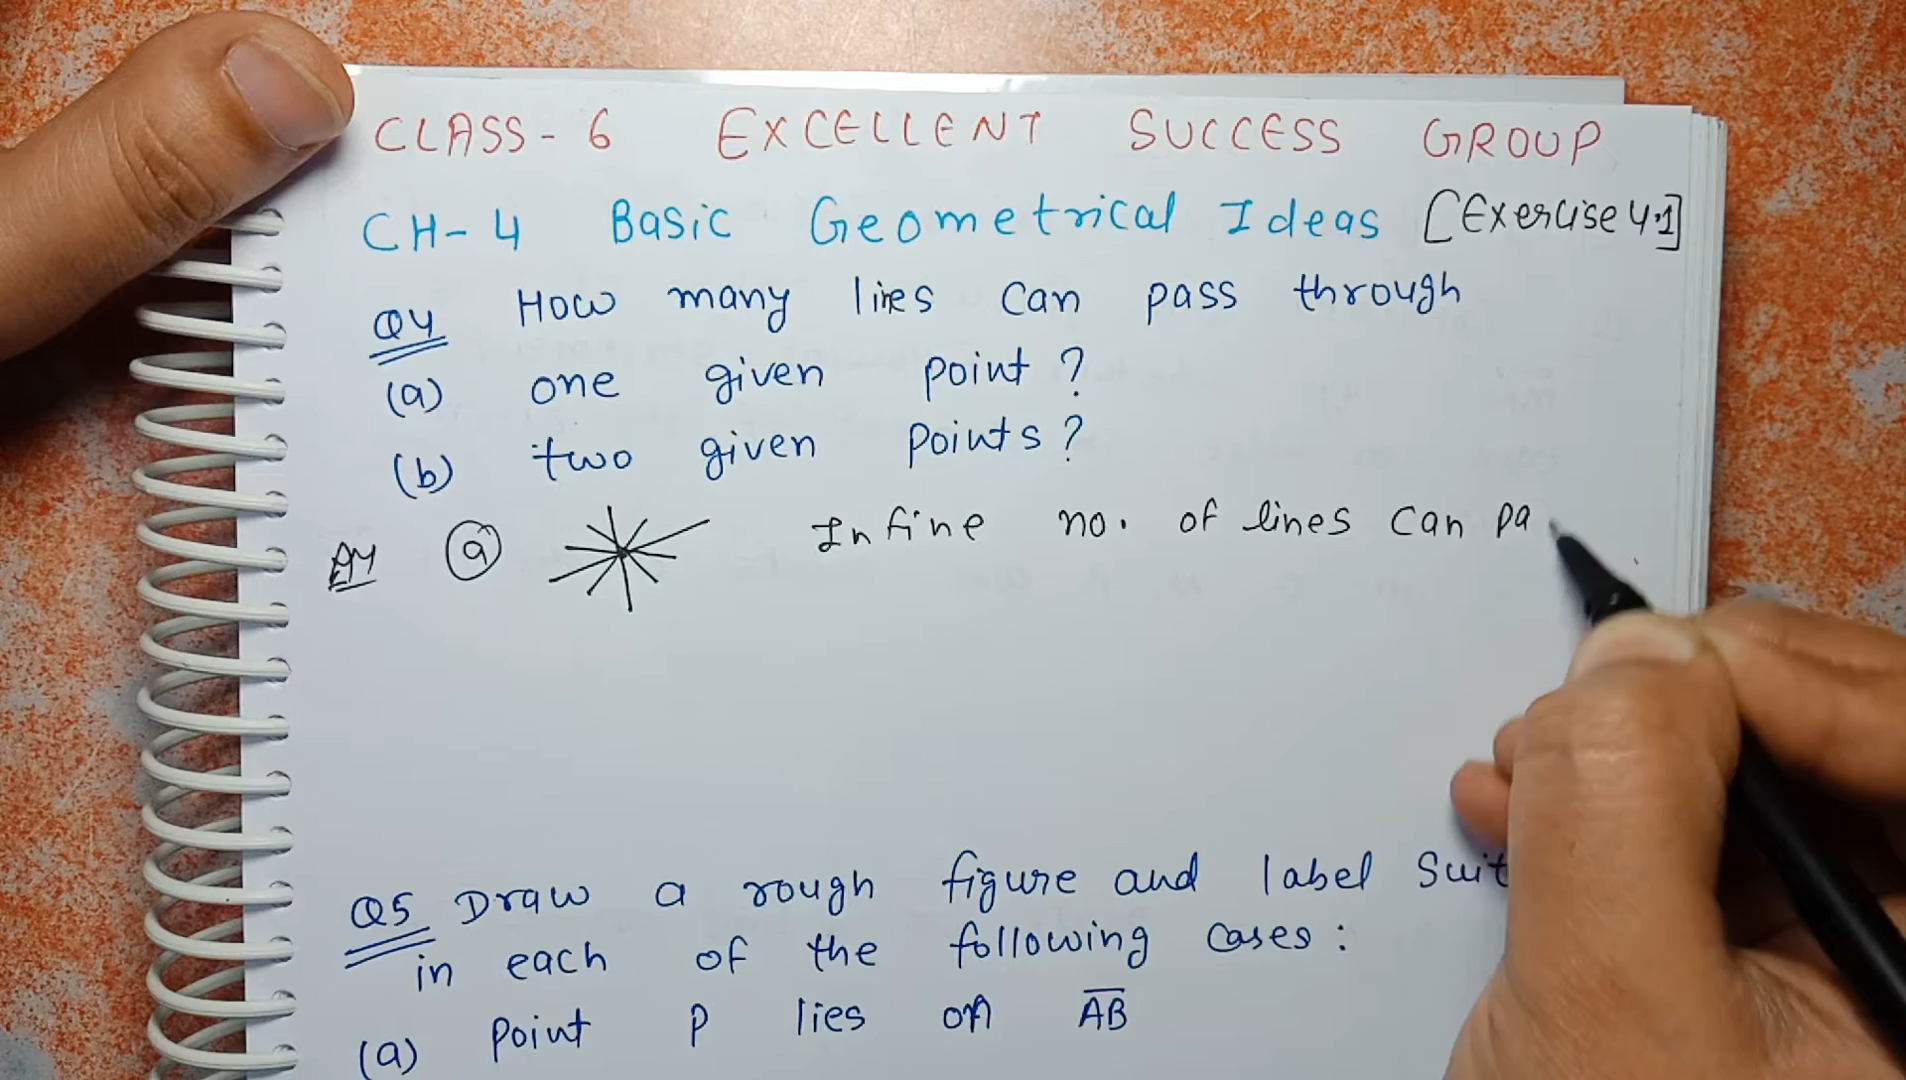 CLASS-6 EXCELLENT SUCCESS GROUP
CH-4 Basic Geometrical Ideas [Exercise 4.1]
Q4 How many lines can pass through
(a) one given point?
(b) two given points?
A4 (a) Infine no. of lines can pa
Q5 Draw a rough figure and label suit
in each of the following cases:
(a) Point P lies on AB